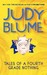 JUDY
BLUME
TALES OF A FOURTH
GRADE NOTHING